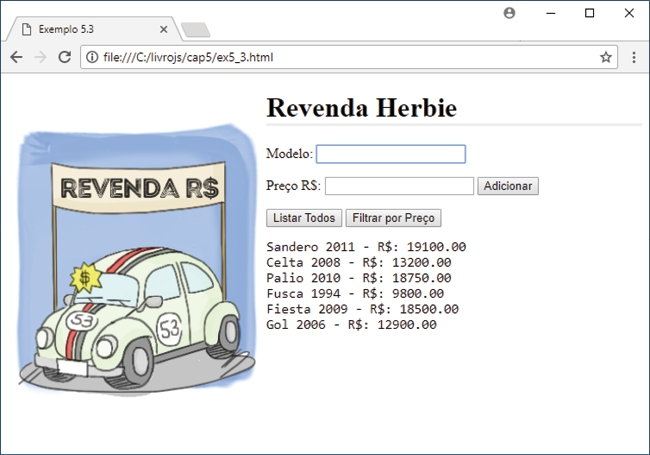 Exemplo 5.3
file:///C:/livrojs/cap5/ex5_3.html
REVENDA R$
$
53
53
Revenda Herbie
Modelo:
Preço R$: Adicionar
Listar Todos Filtrar por Preço
Sandero 2011 - R$: 19100.00
Celta 2008 - R$: 13200.00
Palio 2010 - R$: 18750.00
Fusca 1994 - R$: 9800.00
Fiesta 2009 - R$: 18500.00
Gol 2006 - R$: 12900.00